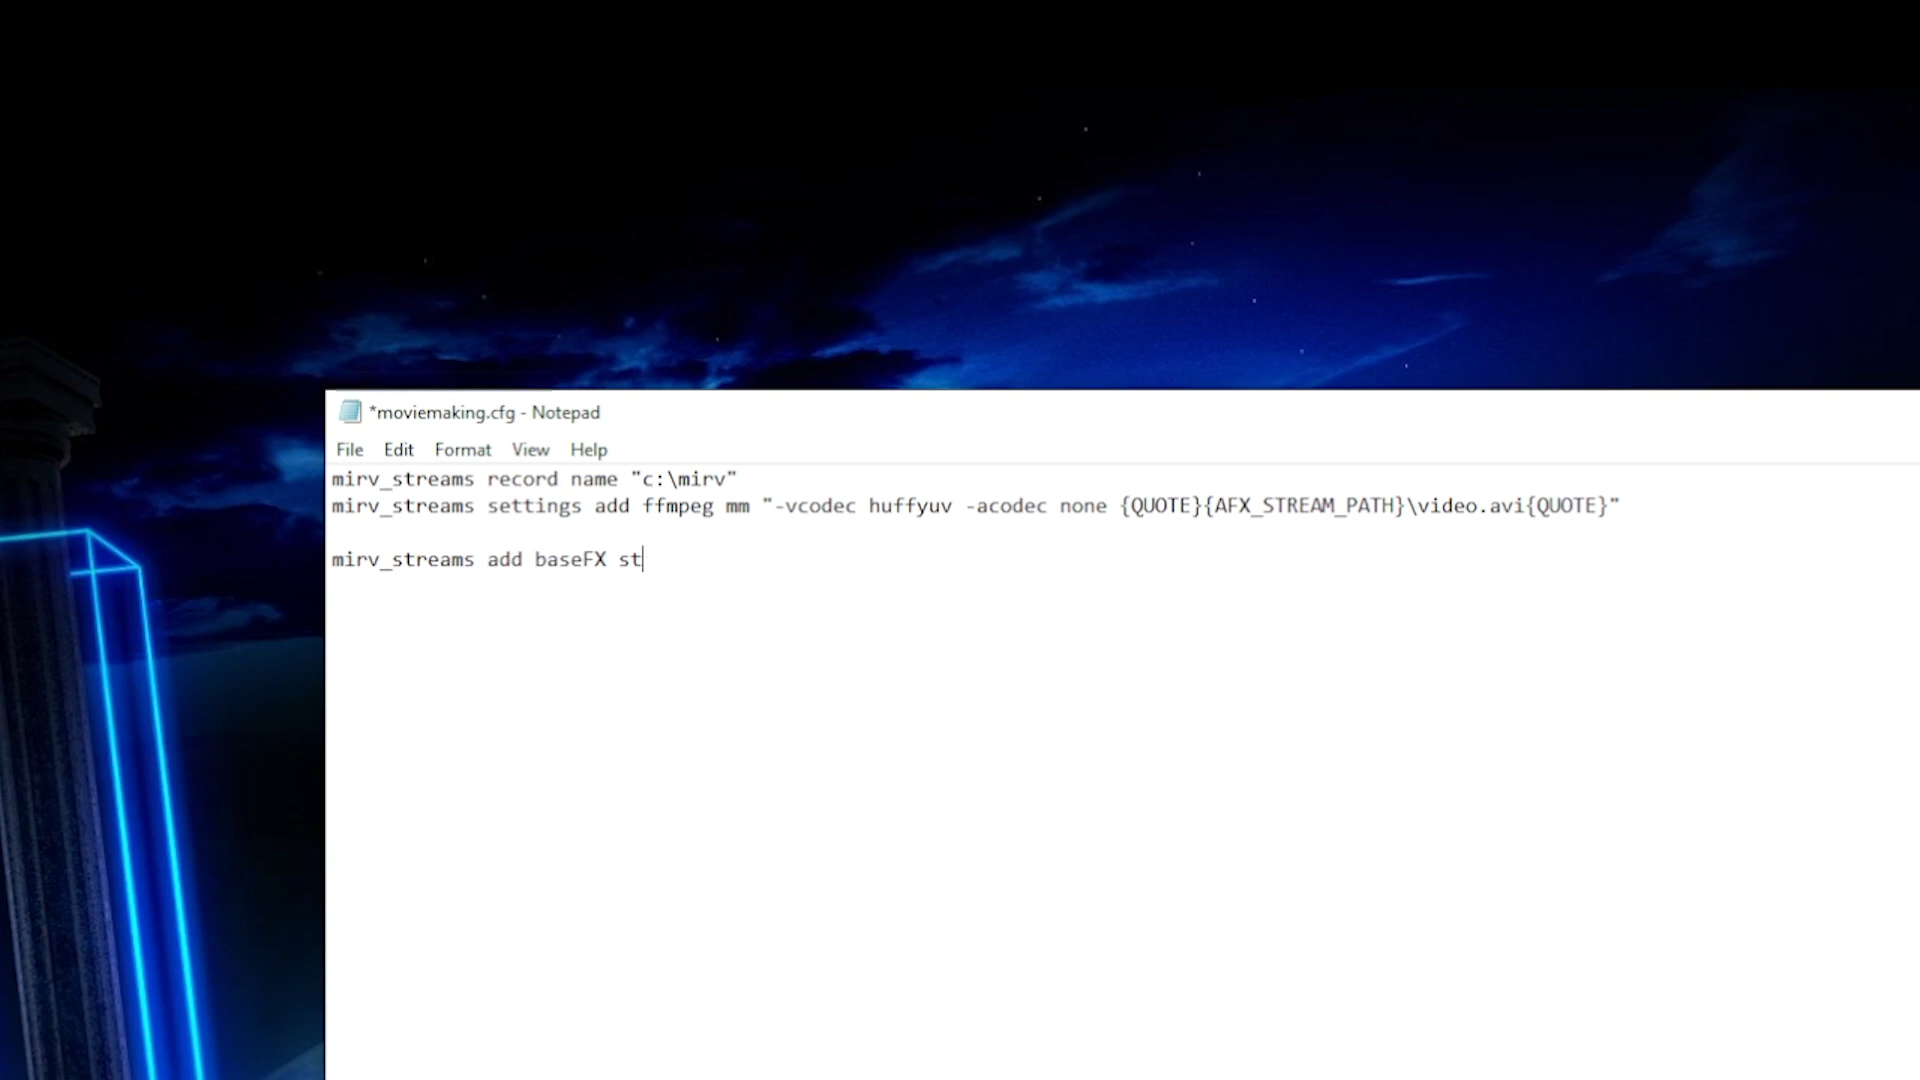 *moviemaking.cfg - Notepad
File Edit Format View Help
mirv_streams record name "c:\mirv"
mirv_streams settings add ffmpeg mm "-vcodec huffyuv -acodec none {QUOTE}{AFX_STREAM_PATH}\video.avi{QUOTE}"
mirv_streams add baseFX st